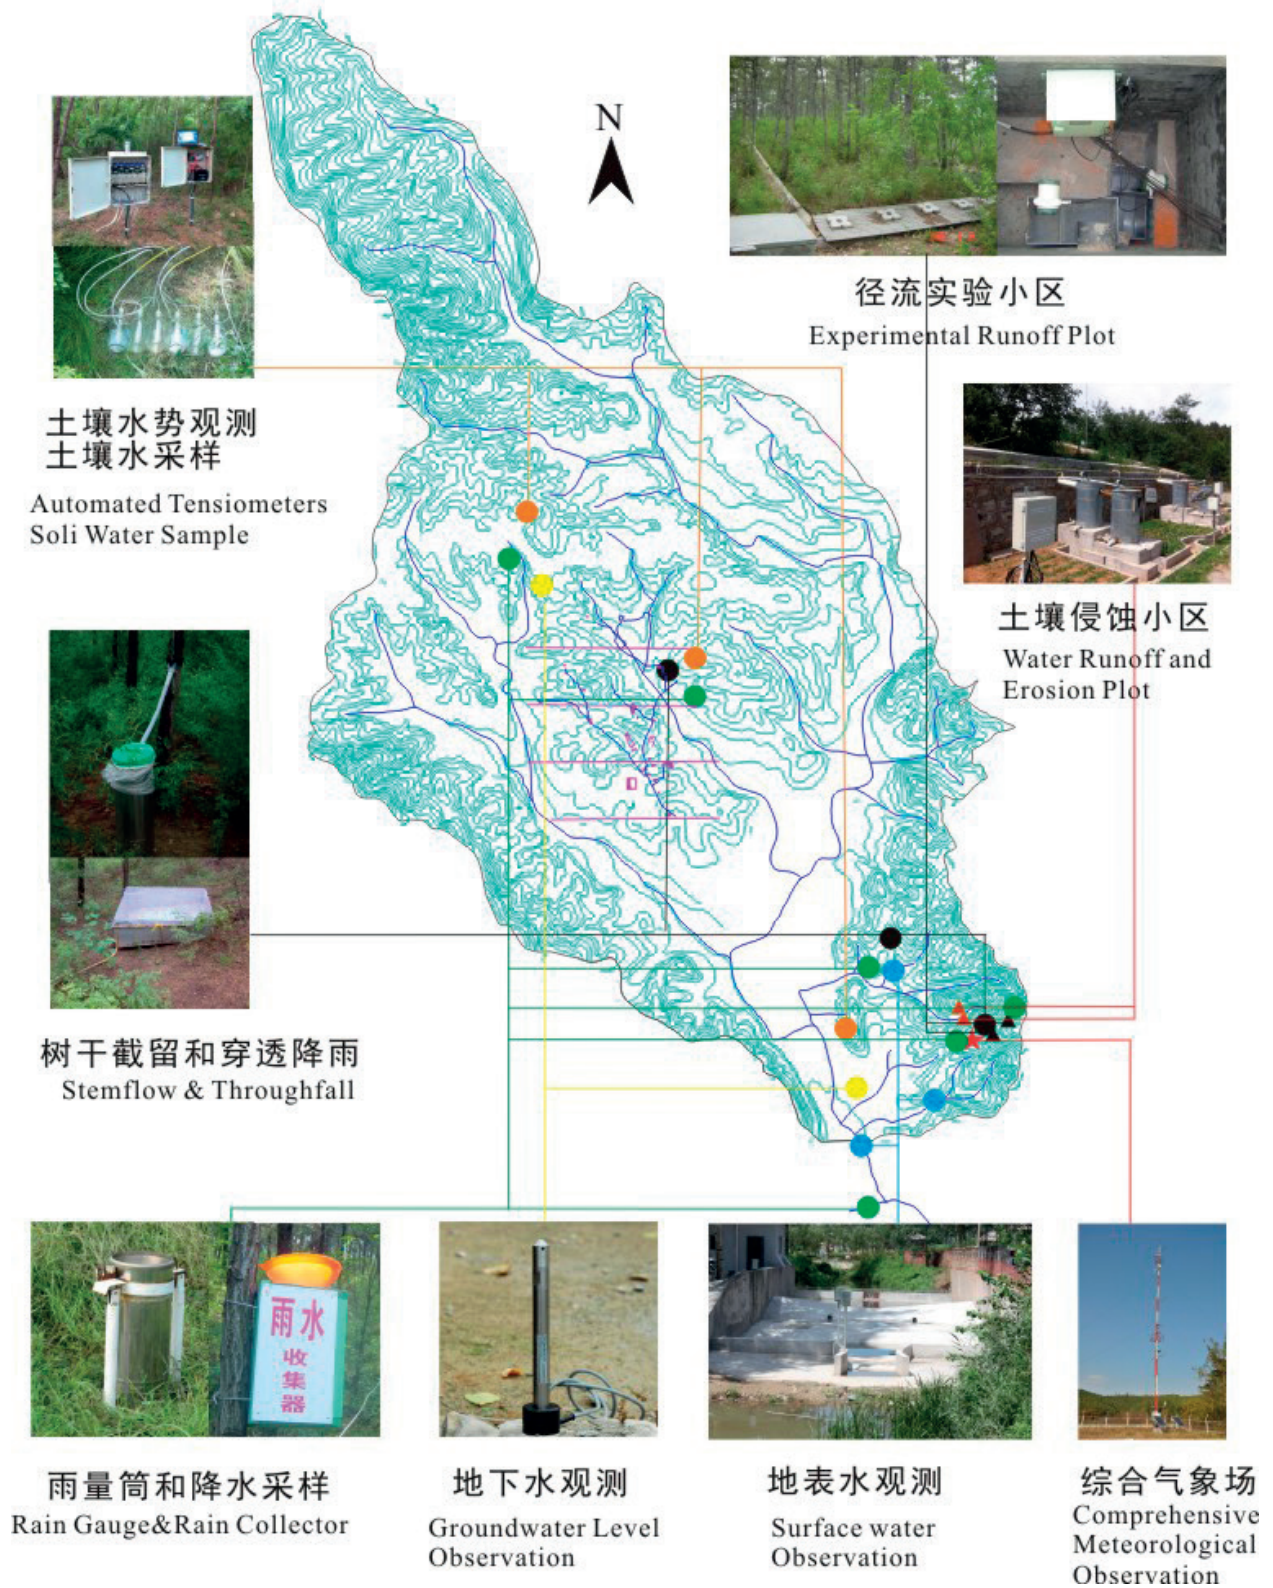 N
径流实验小区
Experimental Runoff Plot
土壤水势观测
土壤水采样
Automated Tensiometers
Soli Water Sample
土壤侵蚀小区
Water Runoff and
Erosion Plot
树干截留和穿透降雨
Stemflow & Throughfall
雨水
收
集
器
雨量筒和降水采样
Rain Gauge&Rain Collector
地下水观测
Groundwater Level
Observation
地表水观测
Surface water
Observation
综合气象场
Comprehensive
Meteorological
Observation